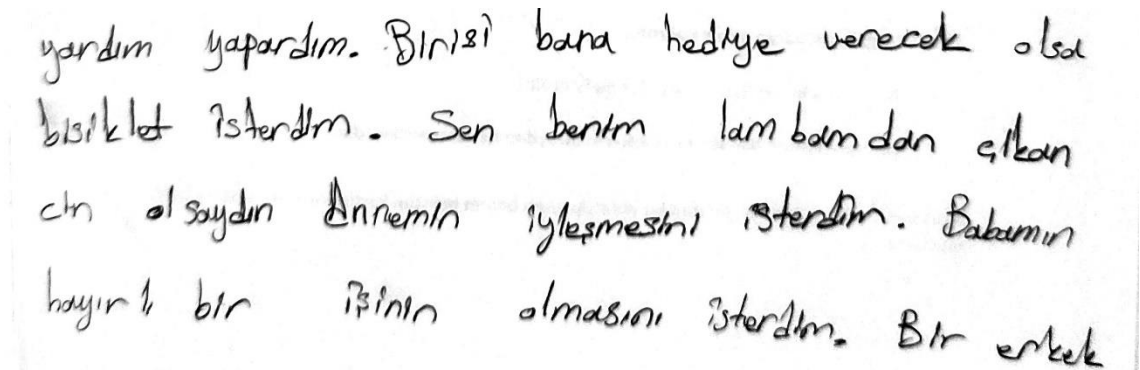 yardım yapardım. Birisi bana hediye verecek olsa
bisiklet isterdim. Sen benim lambamdan çıkan
cin olsaydın Annemin iyleşmesini isterdim. Babamın
hayırlı bir işinin olmasını isterdim. Bir erkek